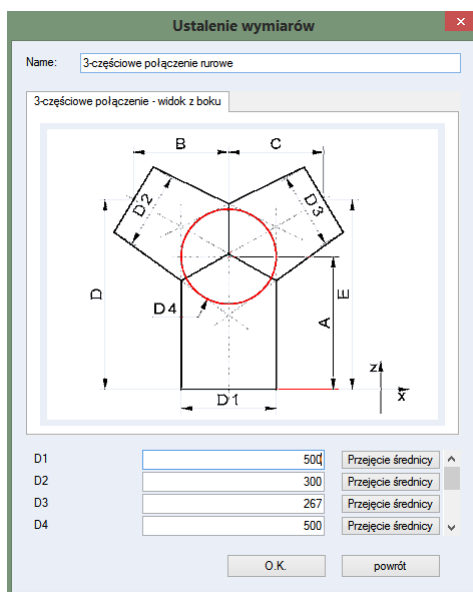 Ustalenie wymiarów
×
Name: 3-częściowe połączenie rurowe
3-częściowe połączenie - widok z boku
B C
D2 D3
D D4 A E
D1
z
x
D1 500 Przejęcie średnicy
D2 300 Przejęcie średnicy
D3 267 Przejęcie średnicy
D4 500 Przejęcie średnicy
O.K. powrót